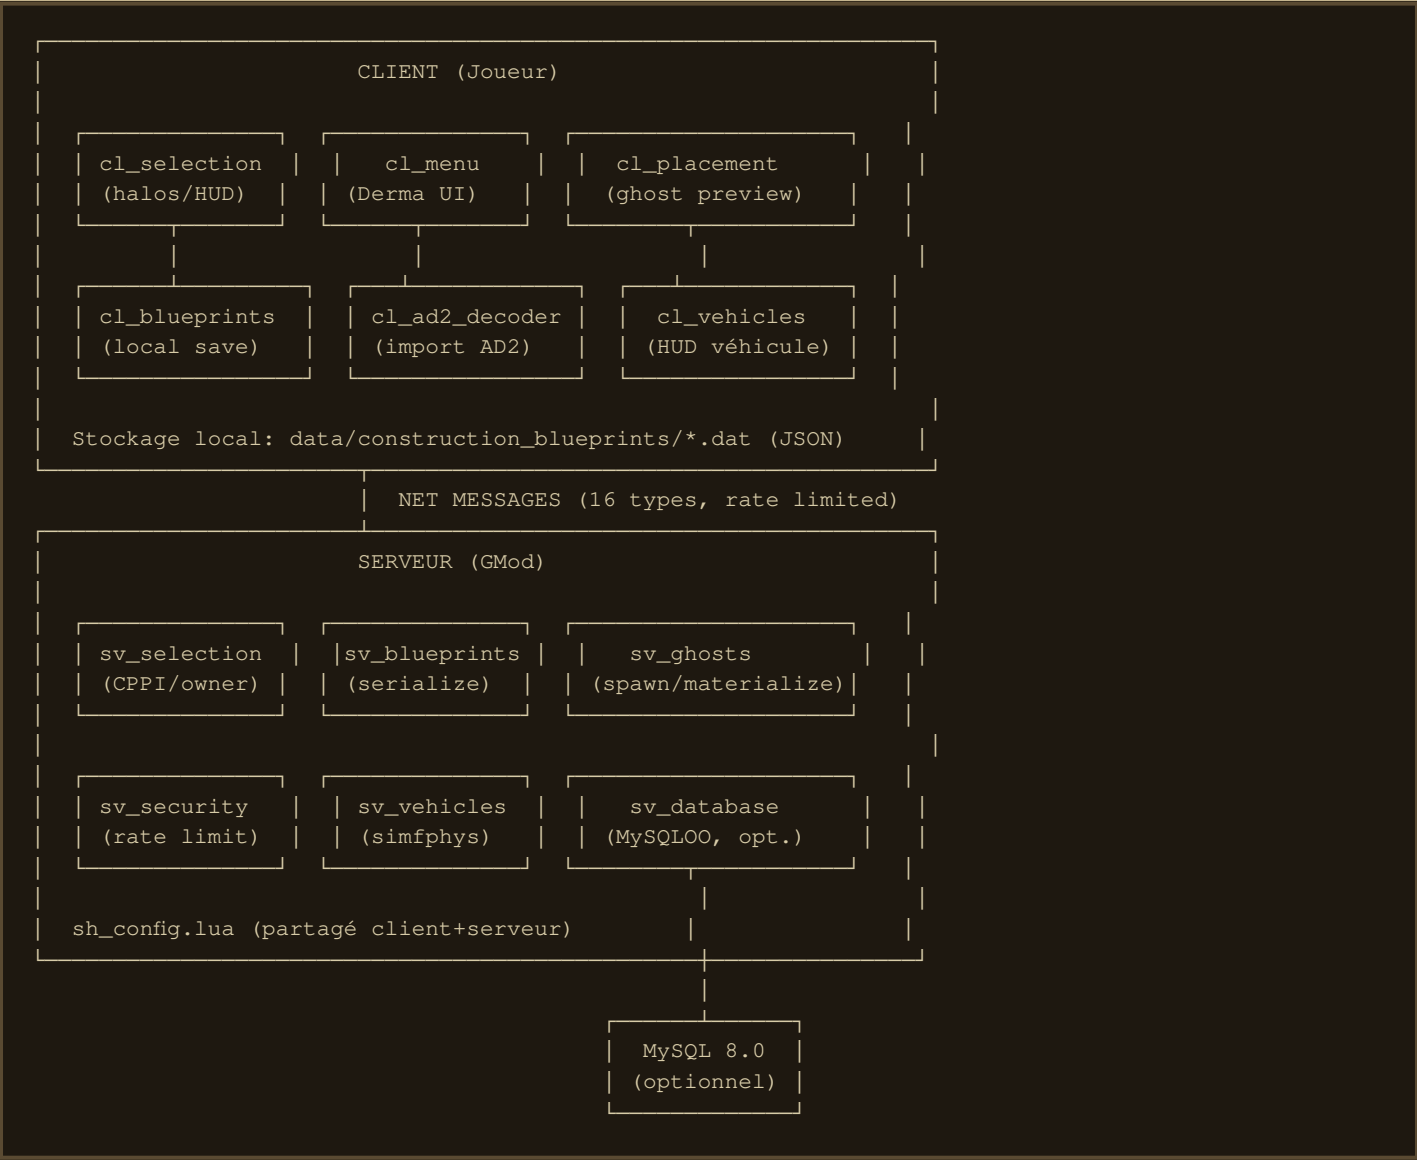 CLIENT (Joueur)
cl_selection cl_menu cl_placement
(halos/HUD) (Derma UI) (ghost preview)
cl_blueprints cl_ad2_decoder cl_vehicles
(local save) (import AD2) (HUD véhicule)
Stockage local: data/construction_blueprints/*.dat (JSON)
NET MESSAGES (16 types, rate limited)
SERVEUR (GMod)
sv_selection sv_blueprints sv_ghosts
(CPPI/owner) (serialize) (spawn/materialize)
sv_security sv_vehicles sv_database
(rate limit) (simfphys) (MySQLOO, opt.)
sh_config.lua (partagé client+serveur)
MySQL 8.0
(optionnel)